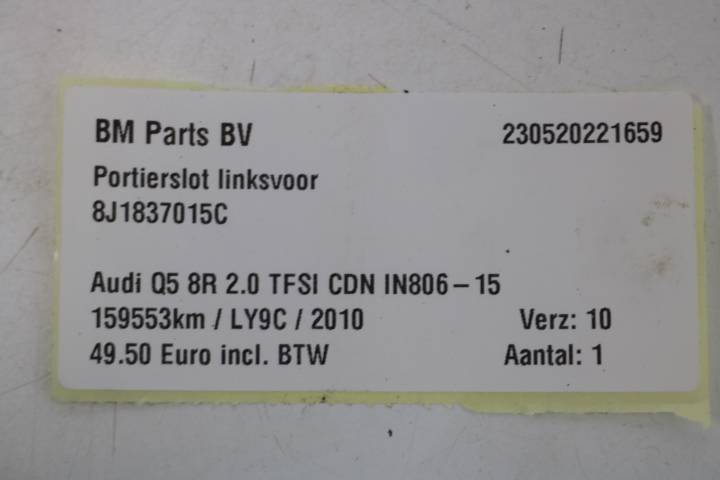 BM Parts BV 230520221659
Portierslot linksvoor
8J1837015C
Audi Q5 8R 2.0 TFSI CDN IN806-15
159553km / LY9C / 2010 Verz: 10
49.50 Euro incl. BTW Aantal: 1